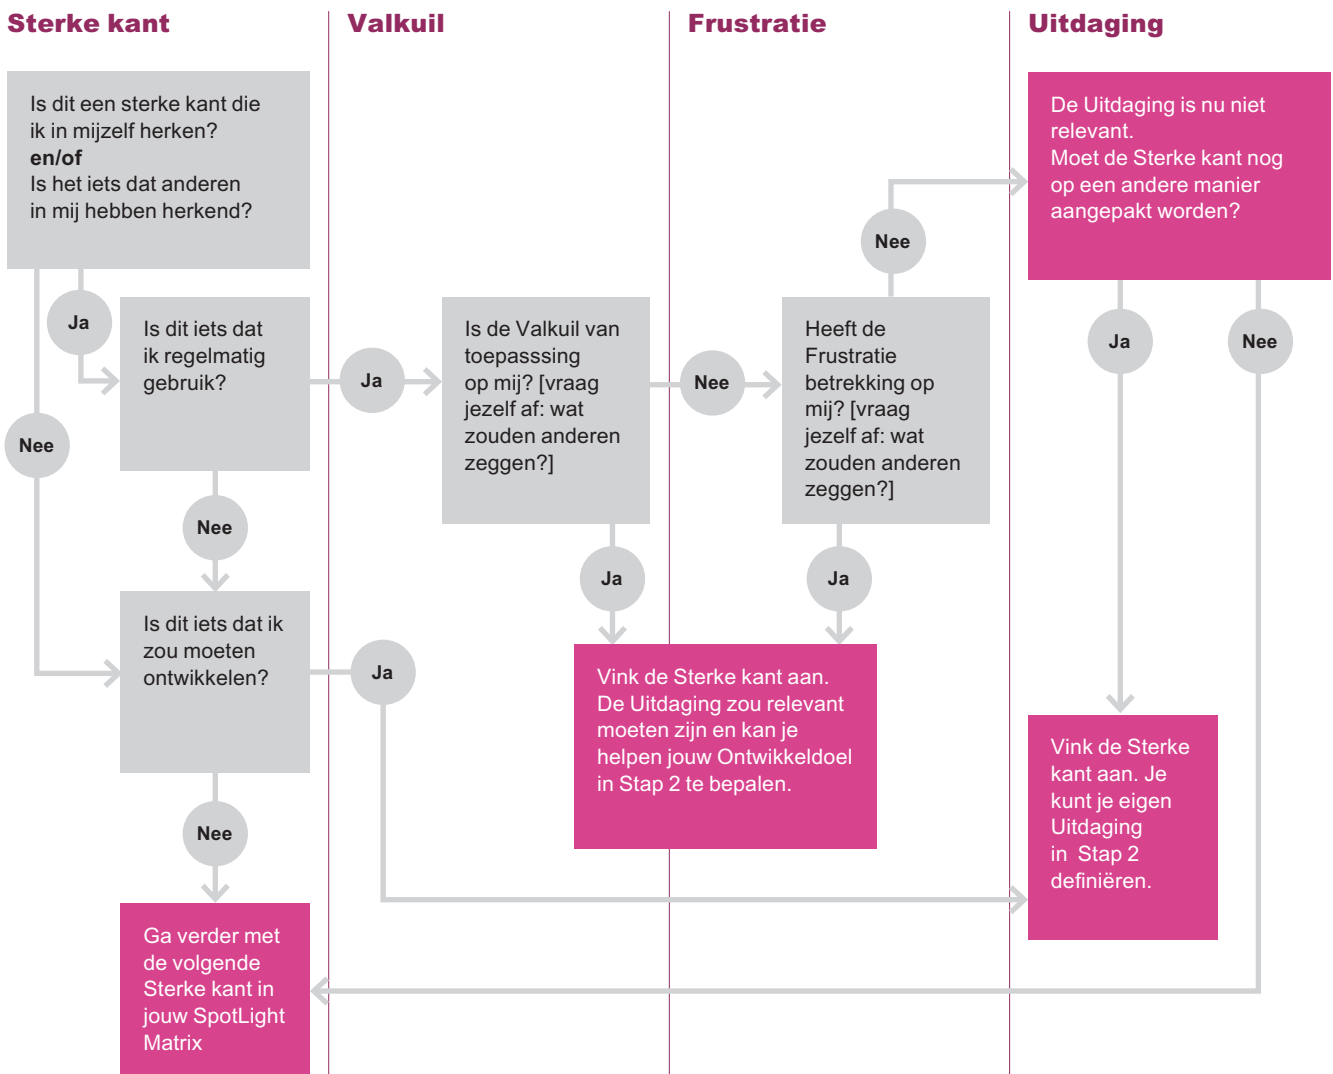 Sterke kant
Valkuil
Frustratie
Uitdaging
Is dit een sterke kant die
ik in mijzelf herken?
en/of
Is het iets dat anderen
in mij hebben herkend?
De Uitdaging is nu niet
relevant.
Moet de Sterke kant nog
op een andere manier
aangepakt worden?
Nee
Ja
Is dit iets dat
ik regelmatig
gebruik?
Ja
Is de Valkuil van
toepasssing
op mij? [vraag
jezelf af: wat
zouden anderen
zeggen?]
Nee
Heeft de
Frustratie
betrekking op
mij? [vraag
jezelf af: wat
zouden anderen
zeggen?]
Ja
Nee
Nee
Nee
Ja
Ja
Is dit iets dat ik
zou moeten
ontwikkelen?
Ja
Vink de Sterke kant aan.
De Uitdaging zou relevant
moeten zijn en kan je
helpen jouw Ontwikkeldoel
in Stap 2 te bepalen.
Vink de Sterke
kant aan. Je
kunt je eigen
Uitdaging
in Stap 2
definiëren.
Nee
Ga verder met
de volgende
Sterke kant in
jouw SpotLight
Matrix